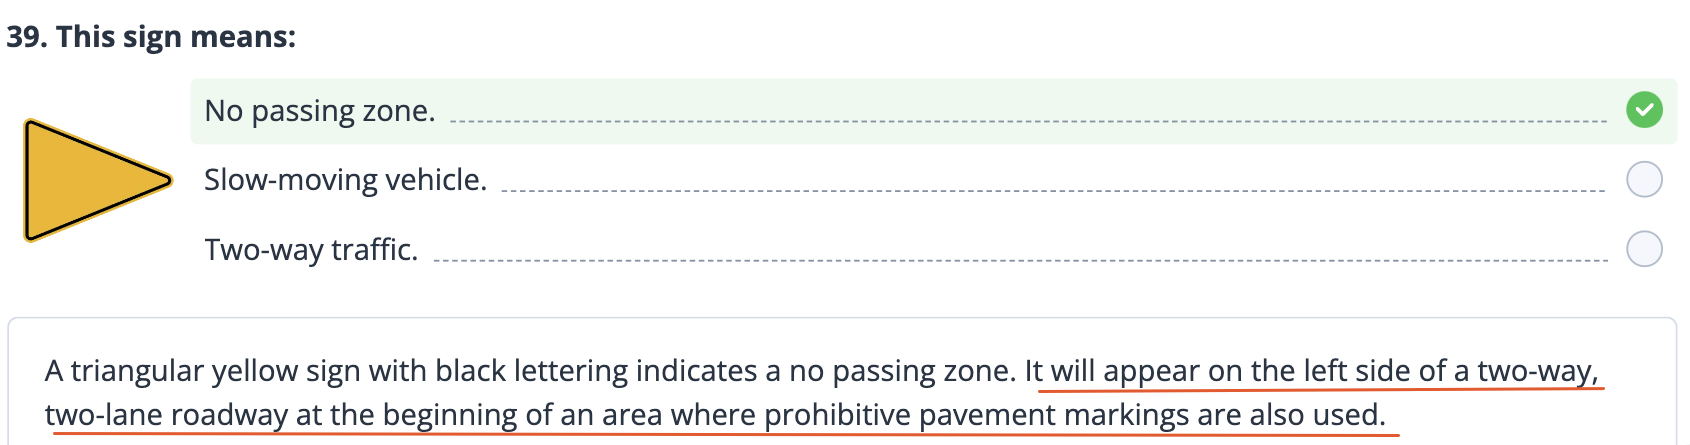 39. This sign means:
No passing zone.
Slow-moving vehicle.
Two-way traffic.
A triangular yellow sign with black lettering indicates a no passing zone. It will appear on the left side of a two-way,
two-lane roadway at the beginning of an area where prohibitive pavement markings are also used.